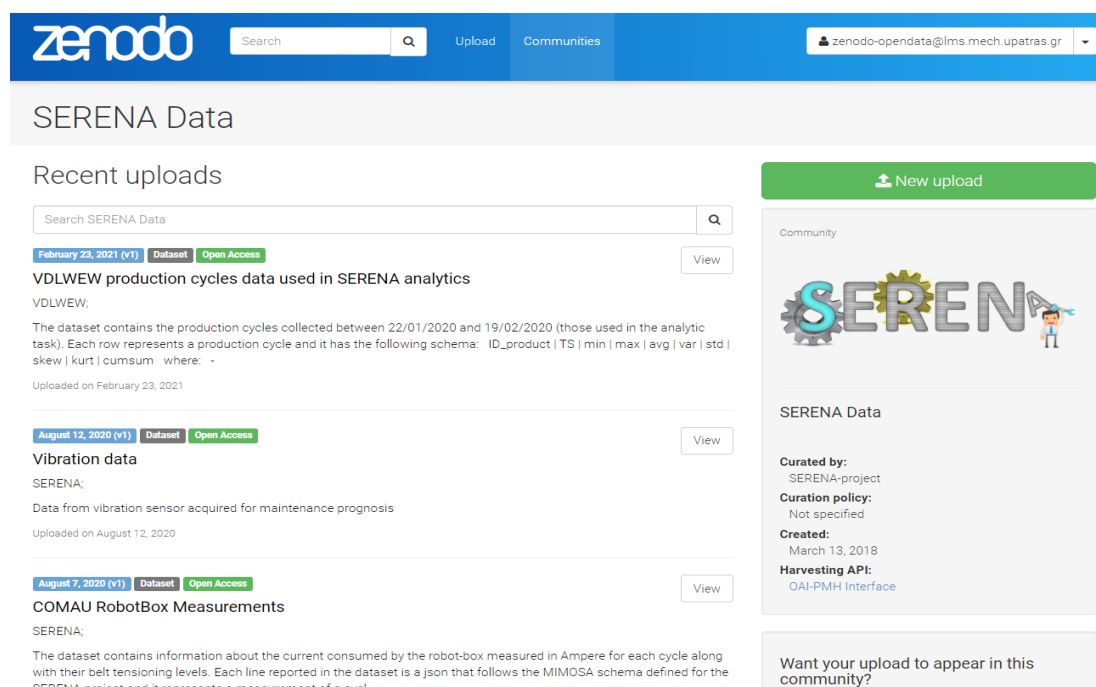 zenodo
Search
Upload
Communities
zenodo-opendata@lms.mech.upatras.gr
SERENA Data
Recent uploads
Search SERENA Data
February 23, 2021 (v1) Dataset Open Access
View
VDLWEW production cycles data used in SERENA analytics
VDLWEW;
The dataset contains the production cycles collected between 22/01/2020 and 19/02/2020 (those used in the analytic
task). Each row represents a production cycle and it has the following schema: ID_product | TS | min | max | avg | var | std |
skew | kurt | cumsum where: -
Uploaded on February 23, 2021
August 12, 2020 (v1) Dataset Open Access
View
Vibration data
SERENA;
Data from vibration sensor acquired for maintenance prognosis
Uploaded on August 12, 2020
August 7, 2020 (v1) Dataset Open Access
View
COMAU RobotBox Measurements
SERENA;
The dataset contains information about the current consumed by the robot-box measured in Ampere for each cycle along
with their belt tensioning levels. Each line reported in the dataset is a json that follows the MIMOSA schema defined for the
New upload
Community
SERENA
SERENA Data
Curated by:
SERENA-project
Curation policy:
Not specified
Created:
March 13, 2018
Harvesting API:
OAI-PMH Interface
Want your upload to appear in this
community?